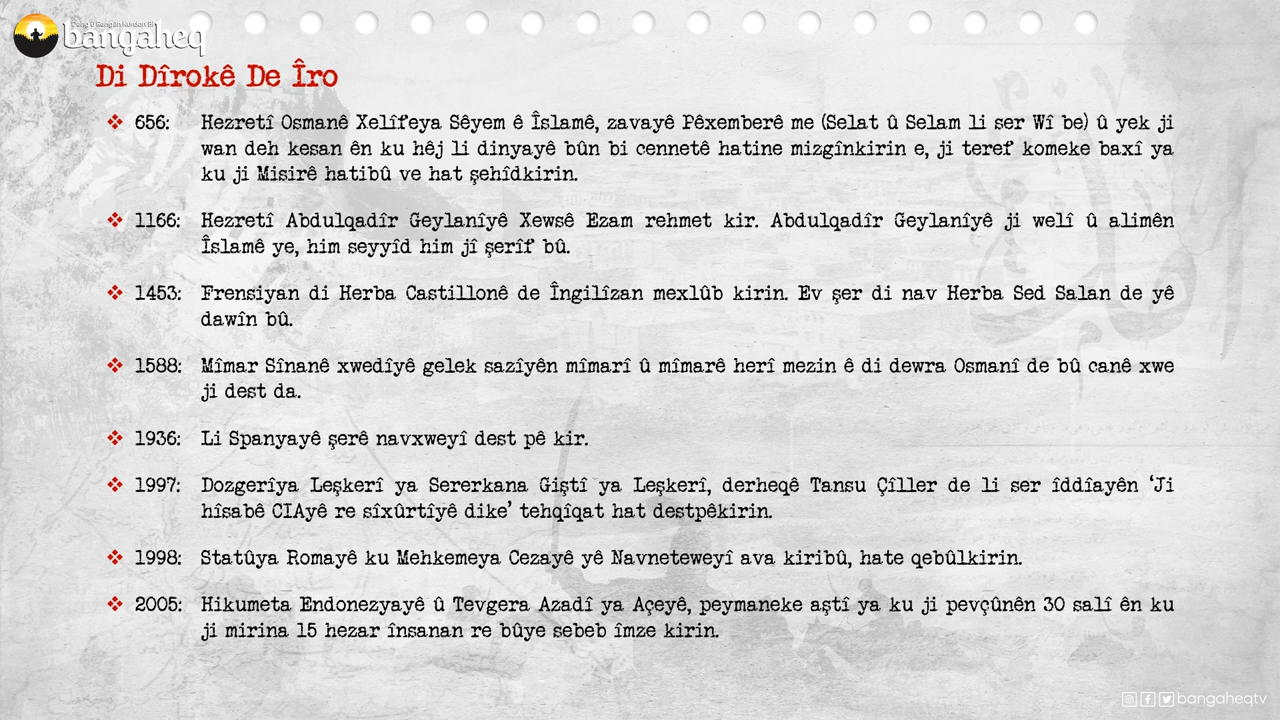 Deng û Rengên Kurdan Bi
bangaheq
Di Dîrokê De Îro
❖ 656: Hezretî Osmanê Xelîfeya Sêyem ê Îslamê, zavayê Pêxemberê me (Selat û Selam li ser Wî be) û yek ji
wan deh kesan ên ku hêj li dinyayê bûn bi cennetê hatine mizgînkirin e, ji teref komeke baxî ya
ku ji Misirê hatibû ve hat şehîdkirin.
❖ 1166: Hezretî Abdulqadîr Geylanîyê Xewsê Ezam rehmet kir. Abdulqadîr Geylanîyê ji welî û alimên
Îslamê ye, him seyyîd him jî şerîf bû.
❖ 1453: Frensiyan di Herba Castillonê de Îngilîzan mexlûb kirin. Ev şer di nav Herba Sed Salan de yê
dawîn bû.
❖ 1588: Mîmar Sînanê xwedîyê gelek sazîyên mîmarî û mîmarê herî mezin ê di dewra Osmanî de bû canê xwe
ji dest da.
❖ 1936: Li Spanyayê şerê navxweyî dest pê kir.
❖ 1997: Dozgerîya Leşkerî ya Sererkana Giştî ya Leşkerî, derheqê Tansu Çîller de li ser îddîayên ‘Ji
hîsabê CIAyê re sîxûrtîyê dike’ tehqîqat hat destpêkirin.
❖ 1998: Statûya Romayê ku Mehkemeya Cezayê yê Navneteweyî ava kiribû, hate qebûlkirin.
❖ 2005: Hikumeta Endonezyayê û Tevgera Azadî ya Açeyê, peymaneke aştî ya ku ji pevçûnên 30 salî ên ku
ji mirina 15 hezar însanan re bûye sebeb îmze kirin.
bangaheqtv